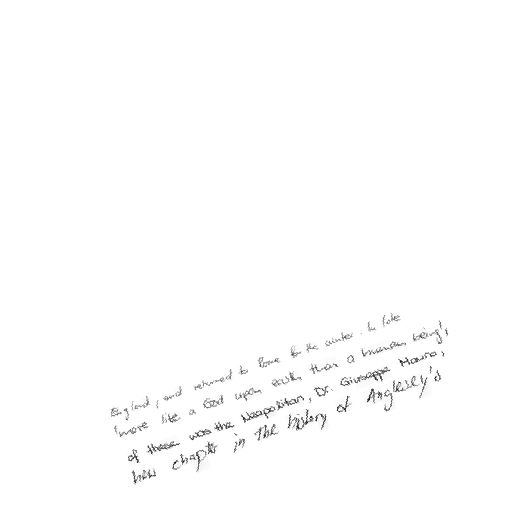 England, and returned to Rome for the winter. In late
'more like a God upon earth than a human being',
of these was the Neapolitan, Dr. Giuseppe Mauro,
new chapter in the history of Anglesey's